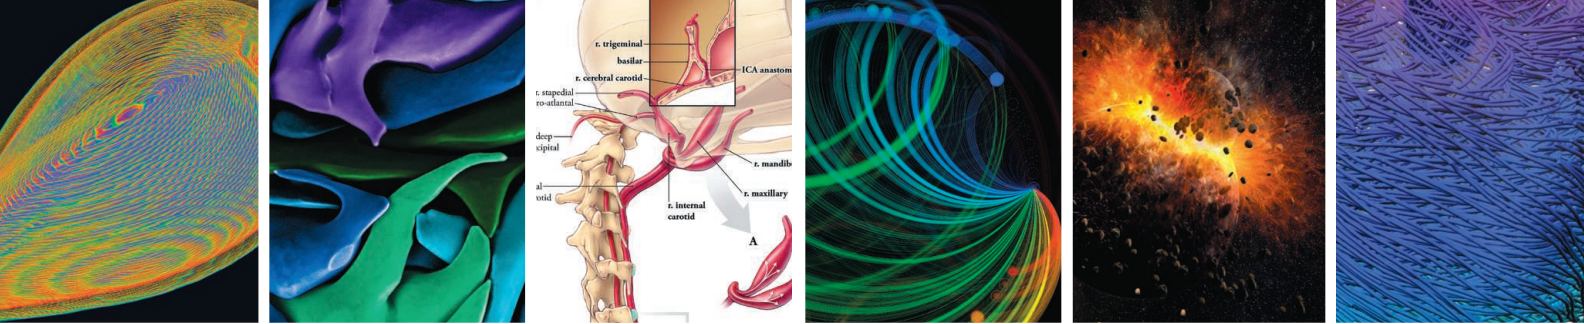 r. trigeminal
basilar
ICA anastom
r. cerebral carotid
r. stapedial
ro-atlantal
deep
cipital
r. mandib
al
otid
r. maxillary
r. internal
carotid
A